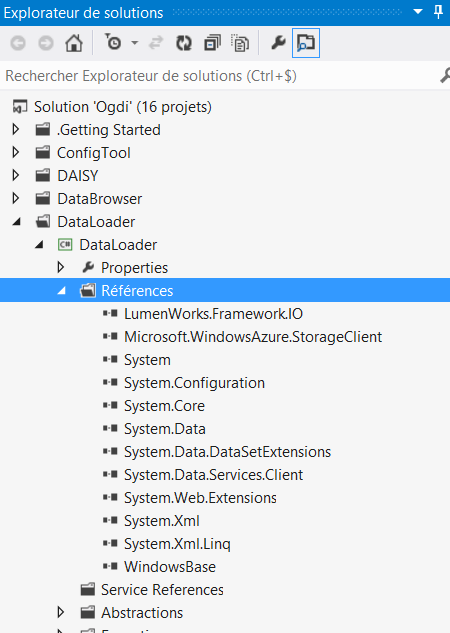 Explorateur de solutions
Rechercher Explorateur de solutions (Ctrl+$)
Solution 'Ogdi' (16 projets)
.Getting Started
ConfigTool
DAISY
DataBrowser
DataLoader
C# DataLoader
Properties
Références
LumenWorks.Framework.IO
Microsoft.WindowsAzure.StorageClient
System
System.Configuration
System.Core
System.Data
System.Data.DataSetExtensions
System.Data.Services.Client
System.Web.Extensions
System.Xml
System.Xml.Linq
WindowsBase
Service References
Abstractions